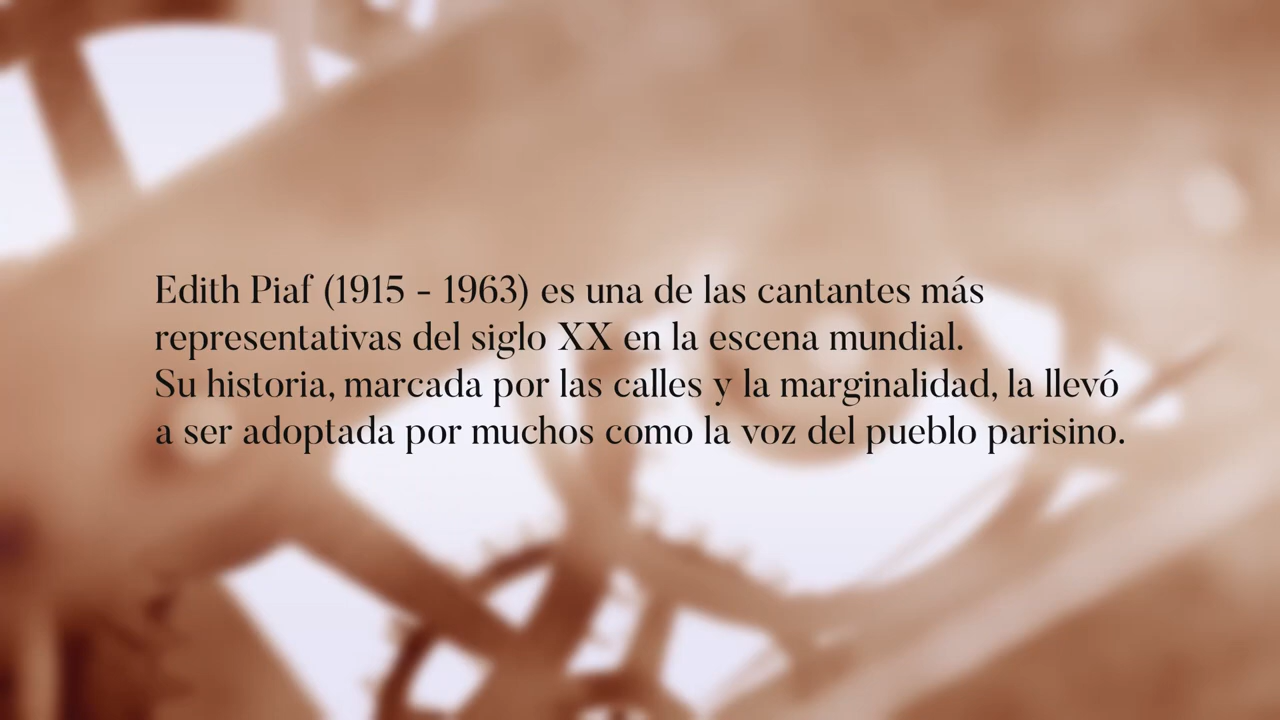 Edith Piaf (1915 - 1963) es una de las cantantes más
representativas del siglo XX en la escena mundial.
Su historia, marcada por las calles y la marginalidad, la llevó
a ser adoptada por muchos como la voz del pueblo parisino.